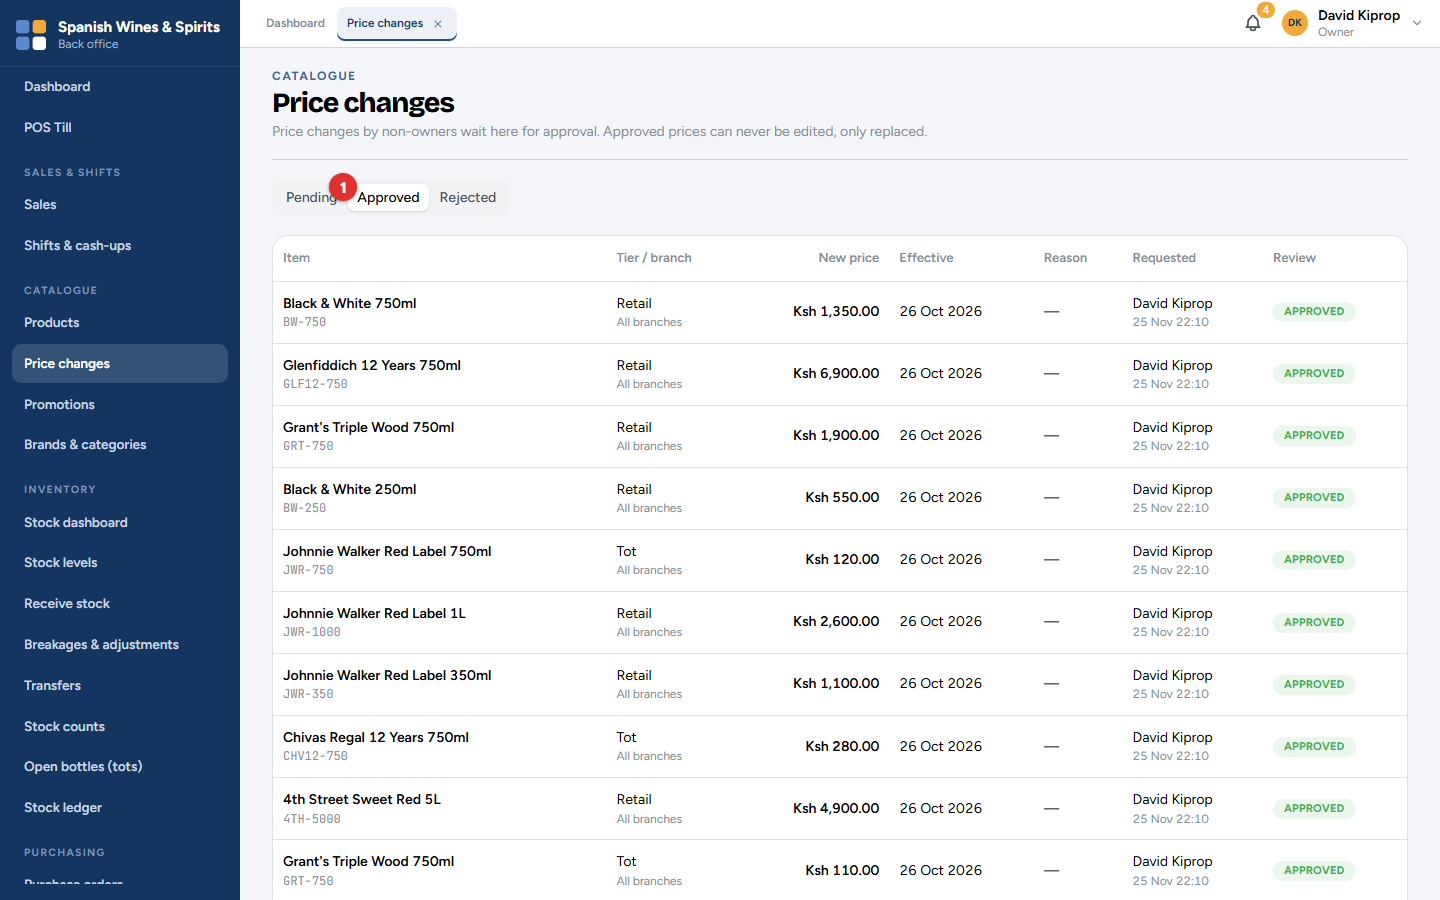 Spanish Wines & Spirits
Back office
Dashboard
POS Till
SALES & SHIFTS
Sales
Shifts & cash-ups
CATALOGUE
Products
Price changes
Promotions
Brands & categories
INVENTORY
Stock dashboard
Stock levels
Receive stock
Breakages & adjustments
Transfers
Stock counts
Open bottles (tots)
Stock ledger
PURCHASING
Purchase orders
Dashboard
Price changes ×
4
DK
David Kiprop
Owner
CATALOGUE
Price changes
Price changes by non-owners wait here for approval. Approved prices can never be edited, only replaced.
Pending 1 Approved Rejected
Item Tier / branch New price Effective Reason Requested Review
Black & White 750ml Retail Ksh 1,350.00 26 Oct 2026 — David Kiprop APPROVED
BW-750 All branches 25 Nov 22:10
Glenfiddich 12 Years 750ml Retail Ksh 6,900.00 26 Oct 2026 — David Kiprop APPROVED
GLF12-750 All branches 25 Nov 22:10
Grant's Triple Wood 750ml Retail Ksh 1,900.00 26 Oct 2026 — David Kiprop APPROVED
GRT-750 All branches 25 Nov 22:10
Black & White 250ml Retail Ksh 550.00 26 Oct 2026 — David Kiprop APPROVED
BW-250 All branches 25 Nov 22:10
Johnnie Walker Red Label 750ml Tot Ksh 120.00 26 Oct 2026 — David Kiprop APPROVED
JWR-750 All branches 25 Nov 22:10
Johnnie Walker Red Label 1L Retail Ksh 2,600.00 26 Oct 2026 — David Kiprop APPROVED
JWR-1000 All branches 25 Nov 22:10
Johnnie Walker Red Label 350ml Retail Ksh 1,100.00 26 Oct 2026 — David Kiprop APPROVED
JWR-350 All branches 25 Nov 22:10
Chivas Regal 12 Years 750ml Tot Ksh 280.00 26 Oct 2026 — David Kiprop APPROVED
CHV12-750 All branches 25 Nov 22:10
4th Street Sweet Red 5L Retail Ksh 4,900.00 26 Oct 2026 — David Kiprop APPROVED
4TH-5000 All branches 25 Nov 22:10
Grant's Triple Wood 750ml Tot Ksh 110.00 26 Oct 2026 — David Kiprop APPROVED
GRT-750 All branches 25 Nov 22:10